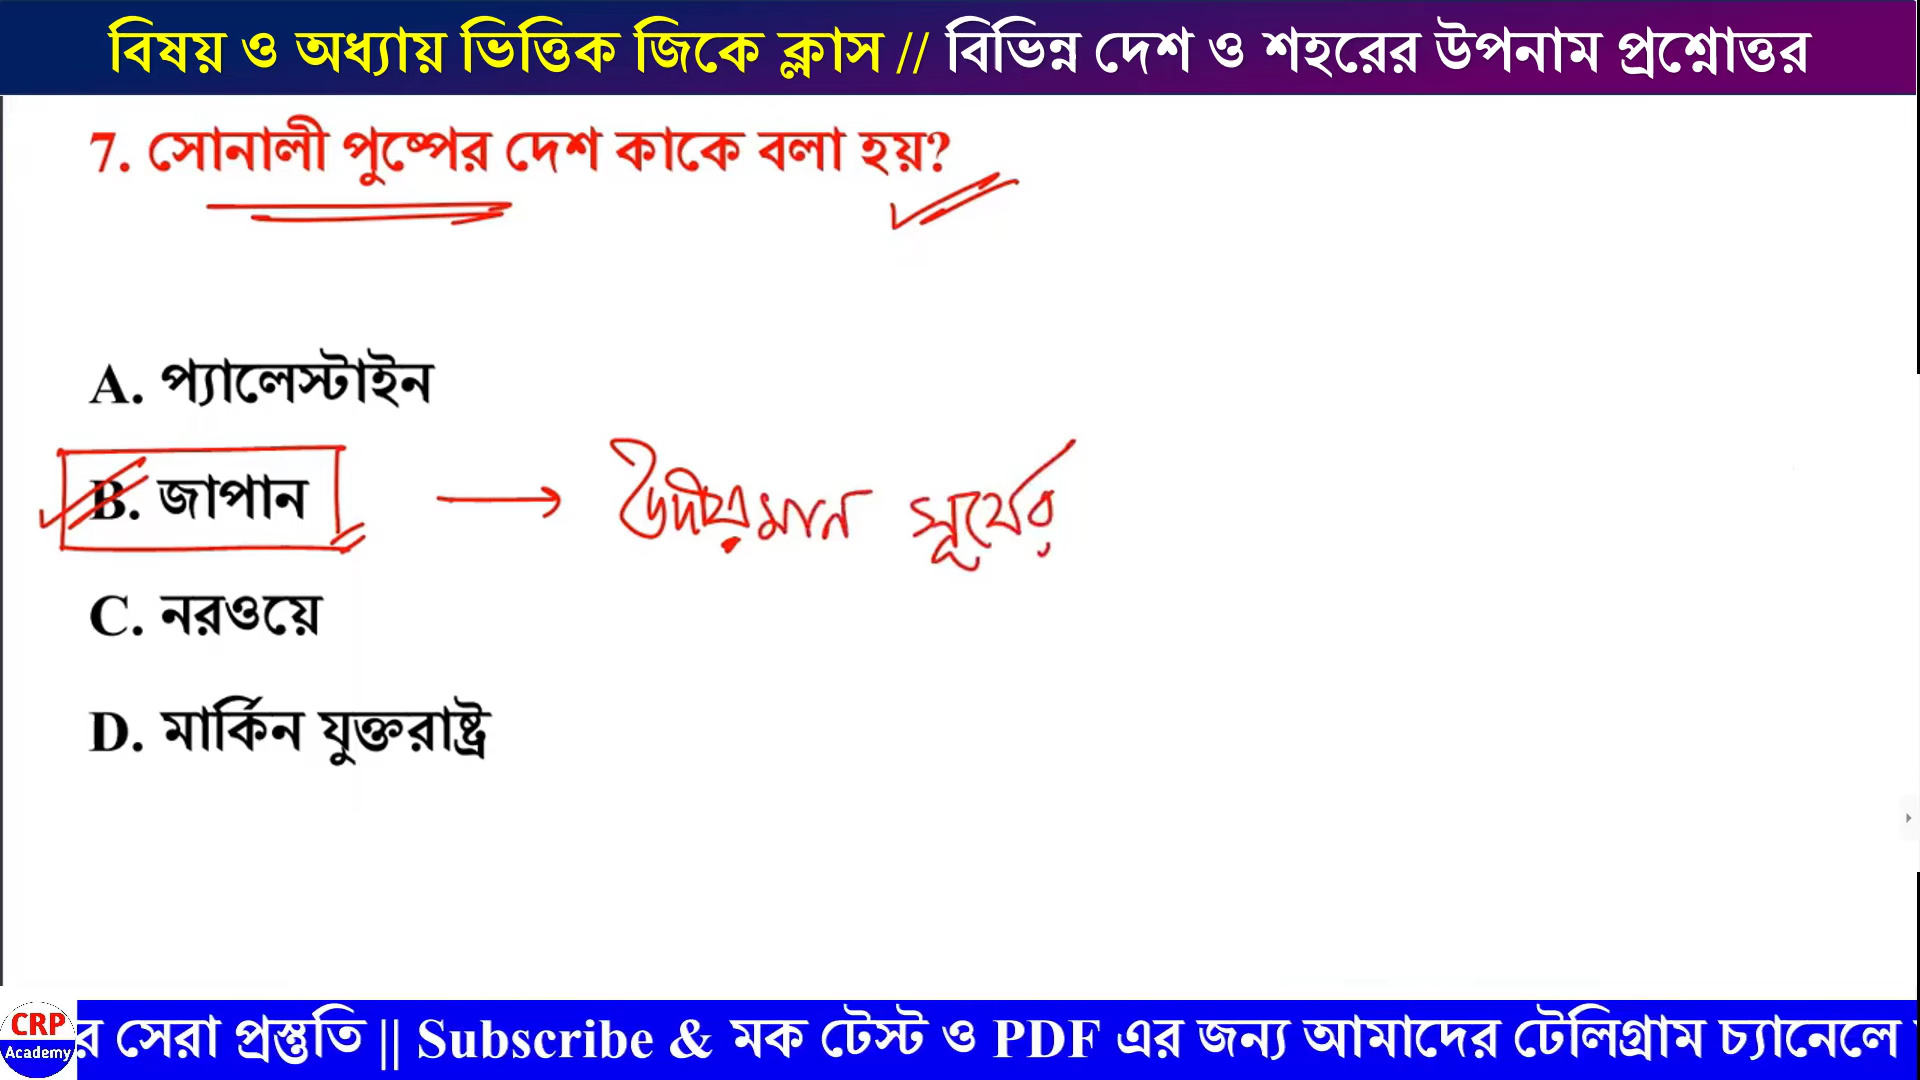 বিষয় ও অধ্যায় ভিত্তিক জিকে ক্লাস // বিভিন্ন দেশ ও শহরের উপনাম প্রশ্নোত্তর
7. সোনালী পুষ্পের দেশ কাকে বলা হয়?
A. প্যালেস্টাইন
B. জাপান → উদীয়মান সূর্যের
C. নরওয়ে
D. মার্কিন যুক্তরাষ্ট্র
CRP
Academy
র সেরা প্রস্তুতি || Subscribe & মক টেস্ট ও PDF এর জন্য আমাদের টেলিগ্রাম চ্যানেলে